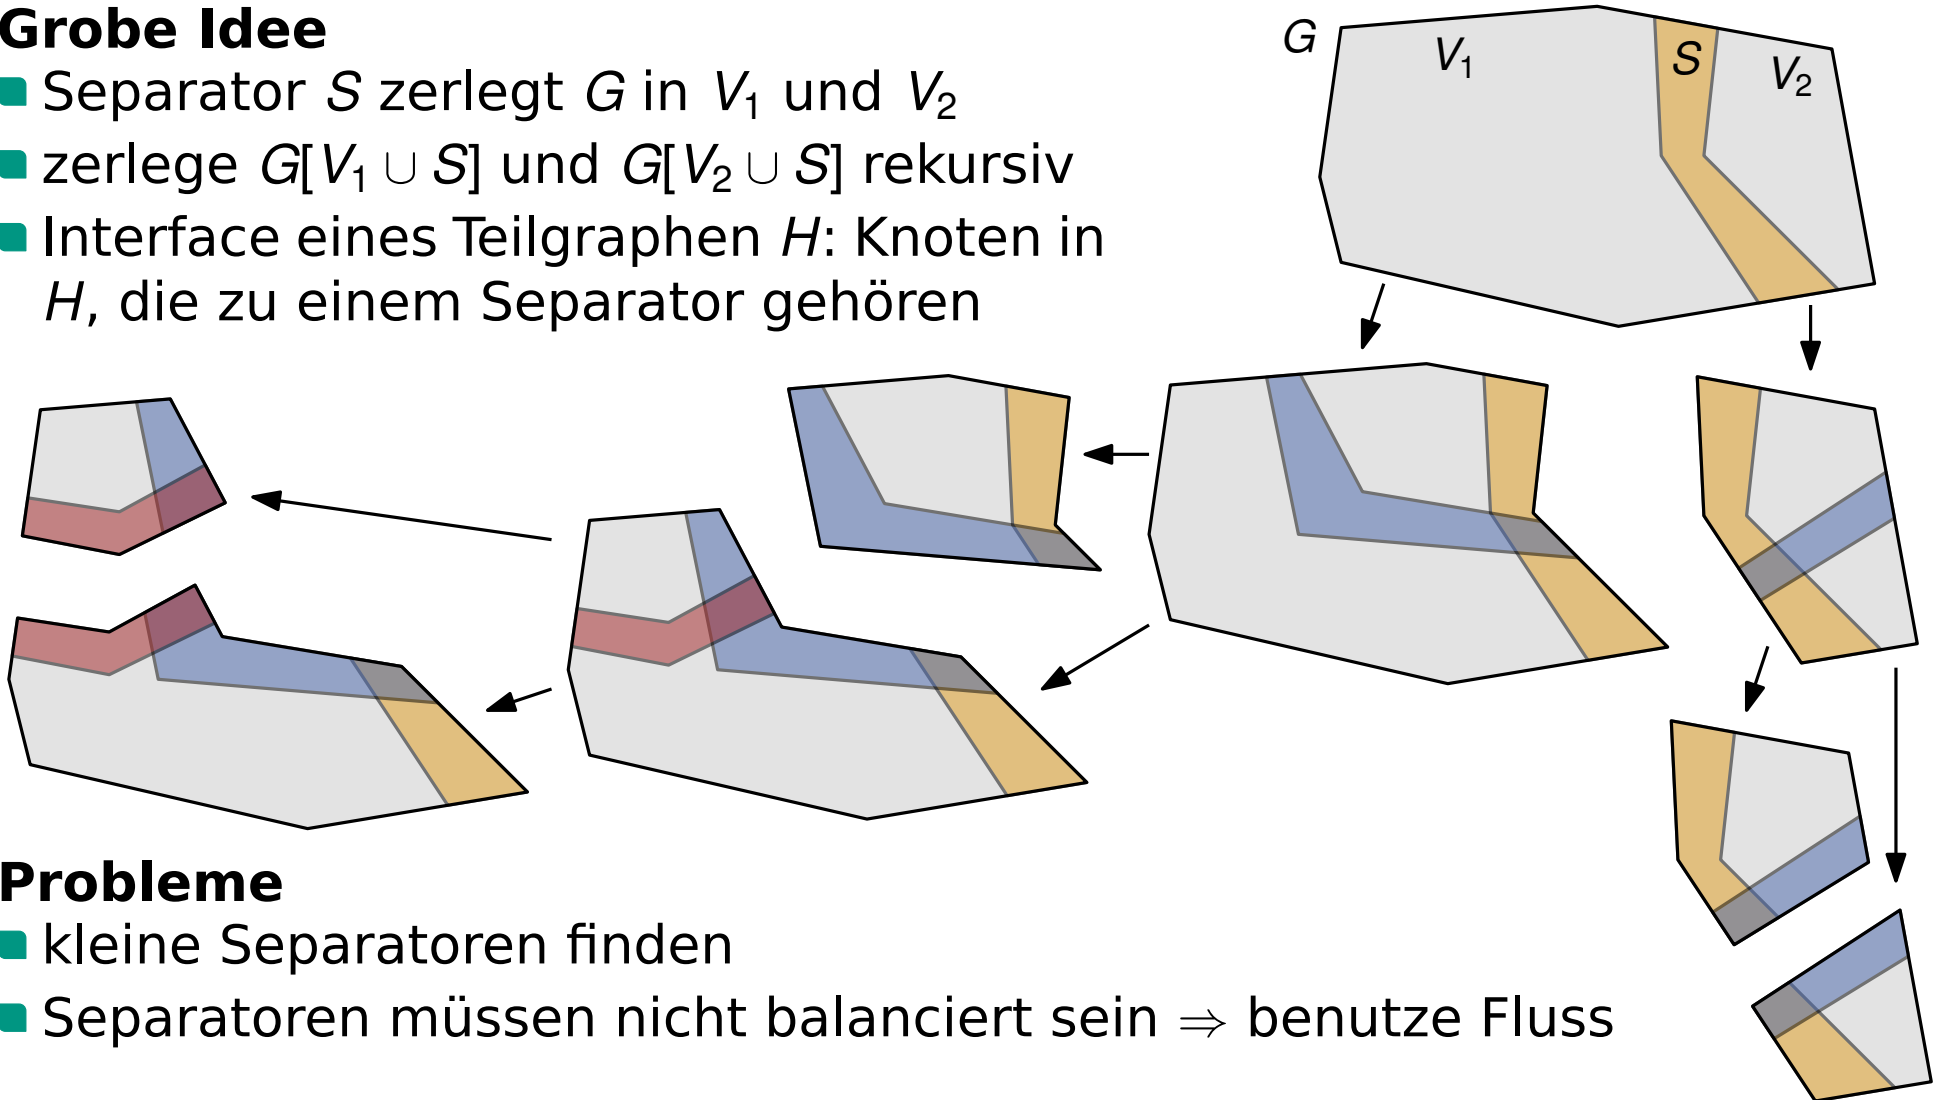 Grobe Idee
Separator S zerlegt G in V₁ und V₂
zerlege G[V₁ ∪ S] und G[V₂ ∪ S] rekursiv
Interface eines Teilgraphen H: Knoten in
H, die zu einem Separator gehören
G
V₁
S
V₂
Probleme
kleine Separatoren finden
Separatoren müssen nicht balanciert sein ⇒ benutze Fluss